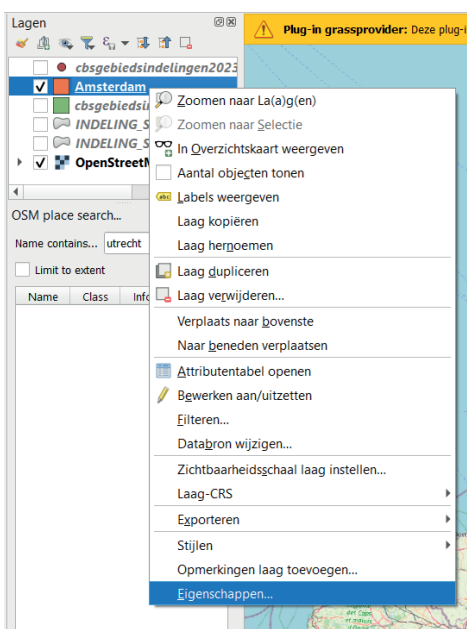 Lagen
Plug-in grassprovider: Deze plug-i
cbsgebiedsindelingen2023
Amsterdam
cbsgebiedsi
INDELING_S
INDELING_S
OpenStreetM
OSM place search...
Name contains... utrecht
Limit to extent
Name Class Info
Zoomen naar La(a)g(en)
Zoomen naar Selectie
In Overzichtskaart weergeven
Aantal objecten tonen
abc Labels weergeven
Laag kopiëren
Laag hernoemen
Laag dupliceren
Laag verwijderen...
Verplaats naar bovenste
Naar beneden verplaatsen
Attributentabel openen
Bewerken aan/uitzetten
Filteren...
Databron wijzigen...
Zichtbaarheidsschaal laag instellen...
Laag-CRS
Exporteren
Stijlen
Opmerkingen laag toevoegen...
Eigenschappen...